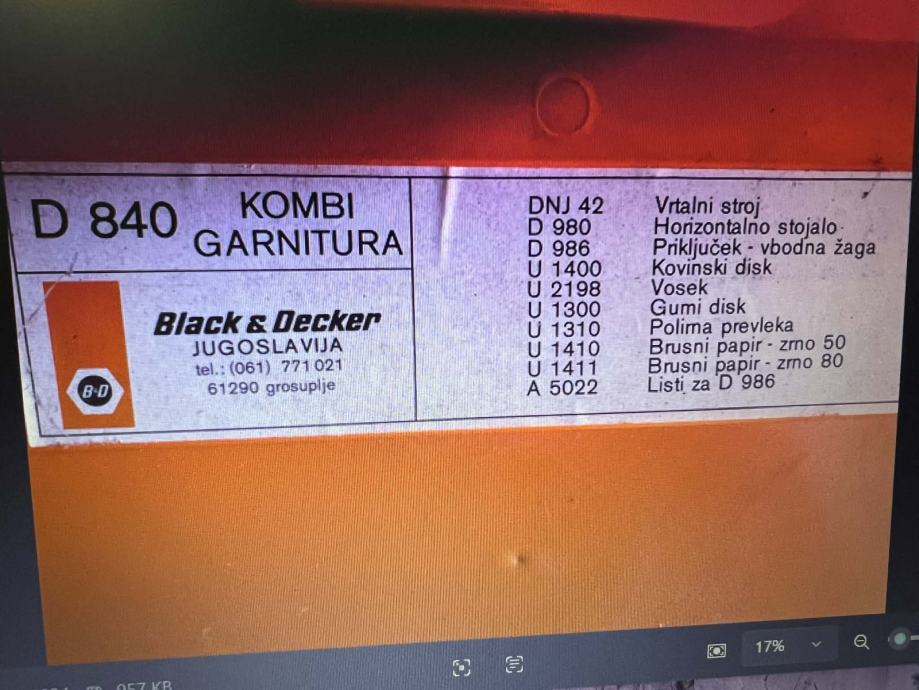 D 840
KOMBI
GARNITURA
Black & Decker
JUGOSLAVIJA
tel.: (061) 771 021
61290 grosuplje
B&D
DNJ 42 Vrtalni stroj
D 980 Horizontalno stojalo
D 986 Priključek - vbodna žaga
U 1400 Kovinski disk
U 2198 Vosek
U 1300 Gumi disk
U 1310 Polirna prevleka
U 1410 Brusni papir - zrno 50
U 1411 Brusni papir - zrno 80
A 5022 Listi za D 986
17%